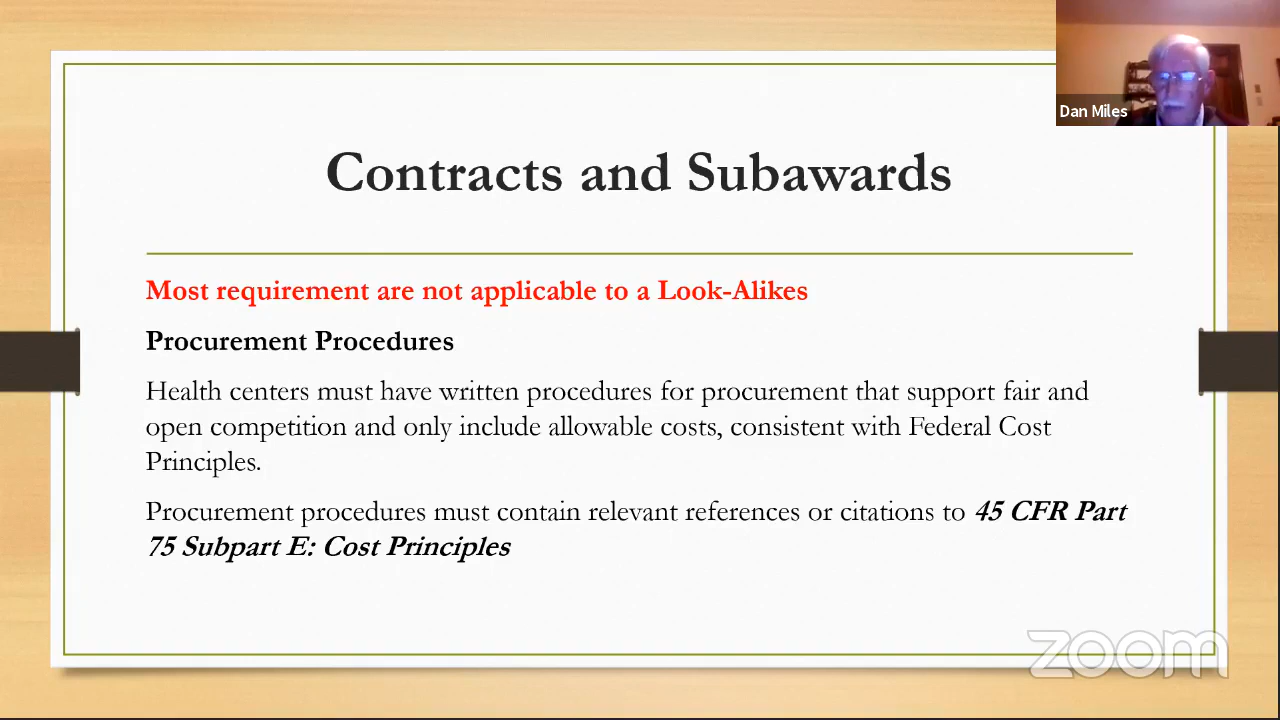 Dan Miles
Contracts and Subawards
Most requirement are not applicable to a Look-Alikes
Procurement Procedures
Health centers must have written procedures for procurement that support fair and
open competition and only include allowable costs, consistent with Federal Cost
Principles.
Procurement procedures must contain relevant references or citations to 45 CFR Part
75 Subpart E: Cost Principles
zoom